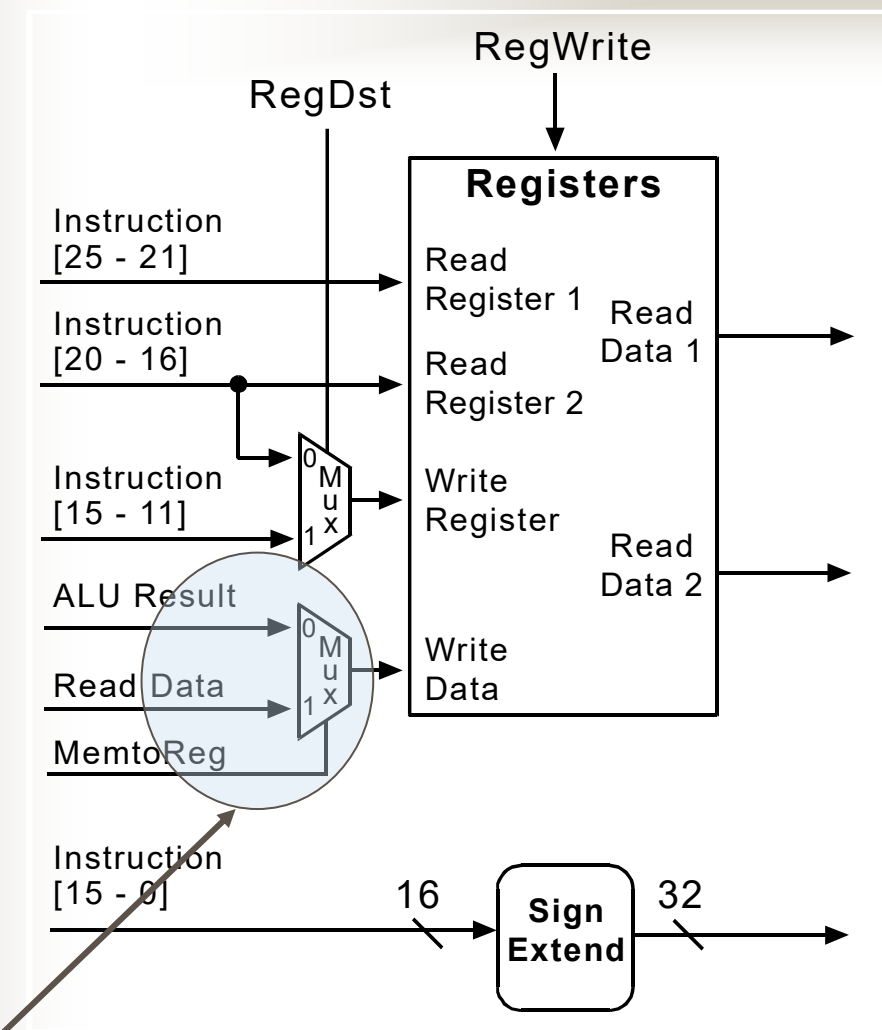 RegWrite
RegDst
Registers
Instruction
[25 - 21]
Read
Register 1
Read
Data 1
Instruction
[20 - 16]
Read
Register 2
0
M
u
x
1
Instruction
[15 - 11]
Write
Register
Read
Data 2
ALU Result
0
M
u
x
1
Read Data
Write
Data
MemtoReg
Instruction
[15 - 0]
16
Sign
Extend
32